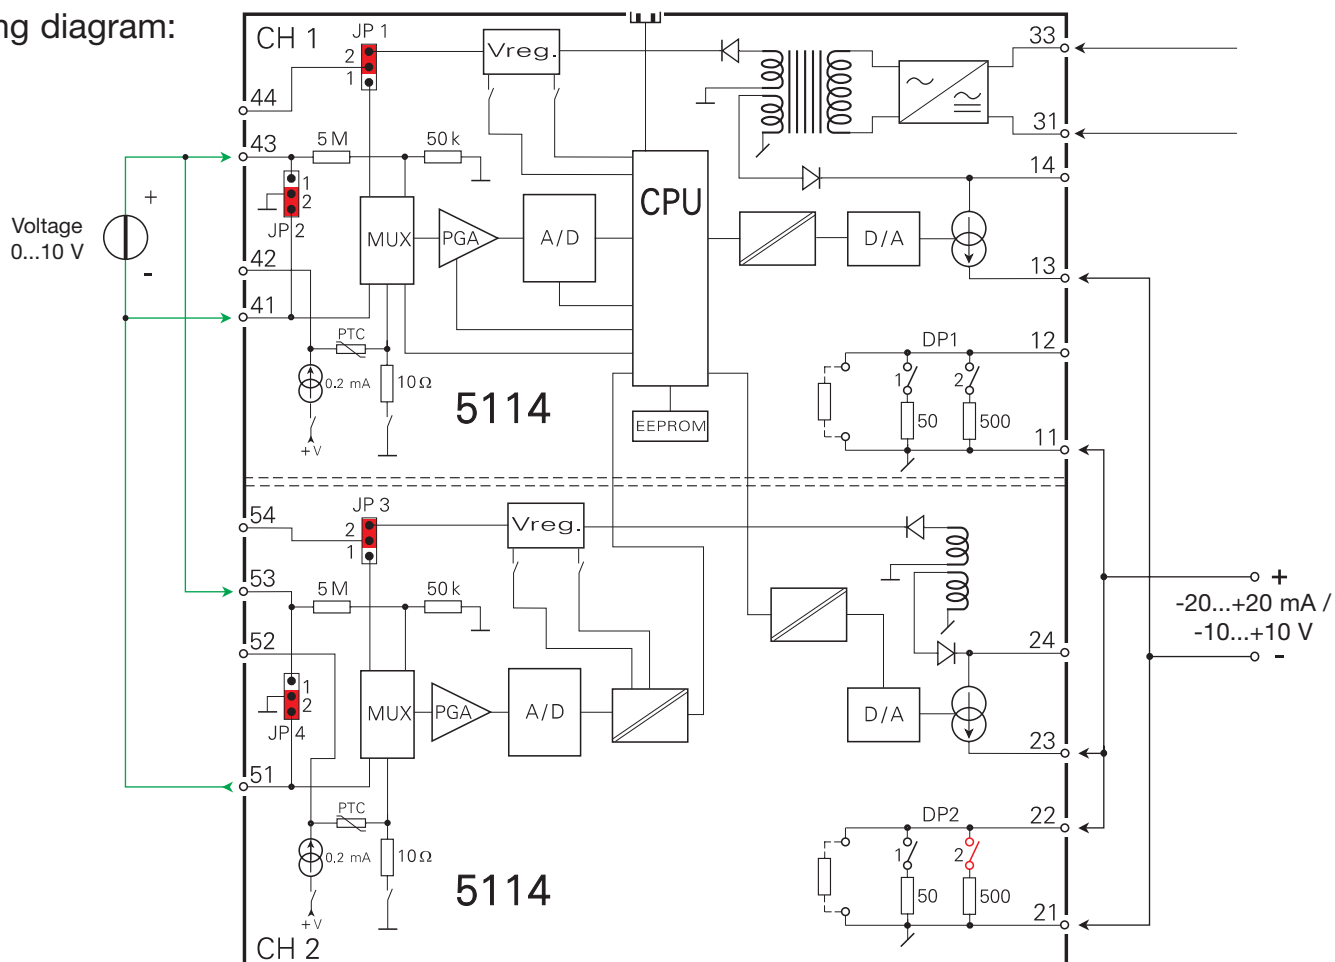 ng diagram:
CH 1
JP 1
2
1
44
43
5 M
50 k
1
2
JP 2
42
41
Voltage
0...10 V
+
-
Vreg.
MUX
PGA
A/D
CPU
EEPROM
PTC
0.2 mA
10 Ω
+V
5114
D/A
33
31
14
13
12
DP1
1
2
50
500
11
54
JP 3
2
1
53
5 M
50 k
52
1
2
JP 4
51
Vreg.
MUX
PGA
A/D
PTC
0.2 mA
10 Ω
+V
5114
CH 2
D/A
24
23
22
DP2
1
2
50
500
21
+
-20...+20 mA /
-10...+10 V
-